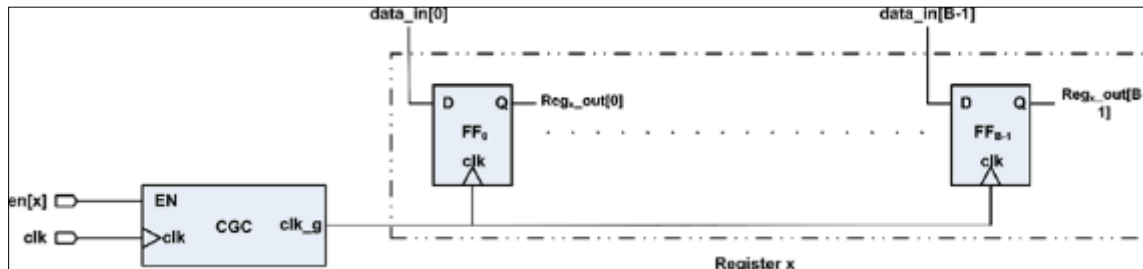 data_in[0] data_in[B-1]
D Q Regx_out[0] D Q Regx_out[B-1]
FF0 FFB-1
clk clk
en[x] EN
CGC clk_g
clk clk
Register x